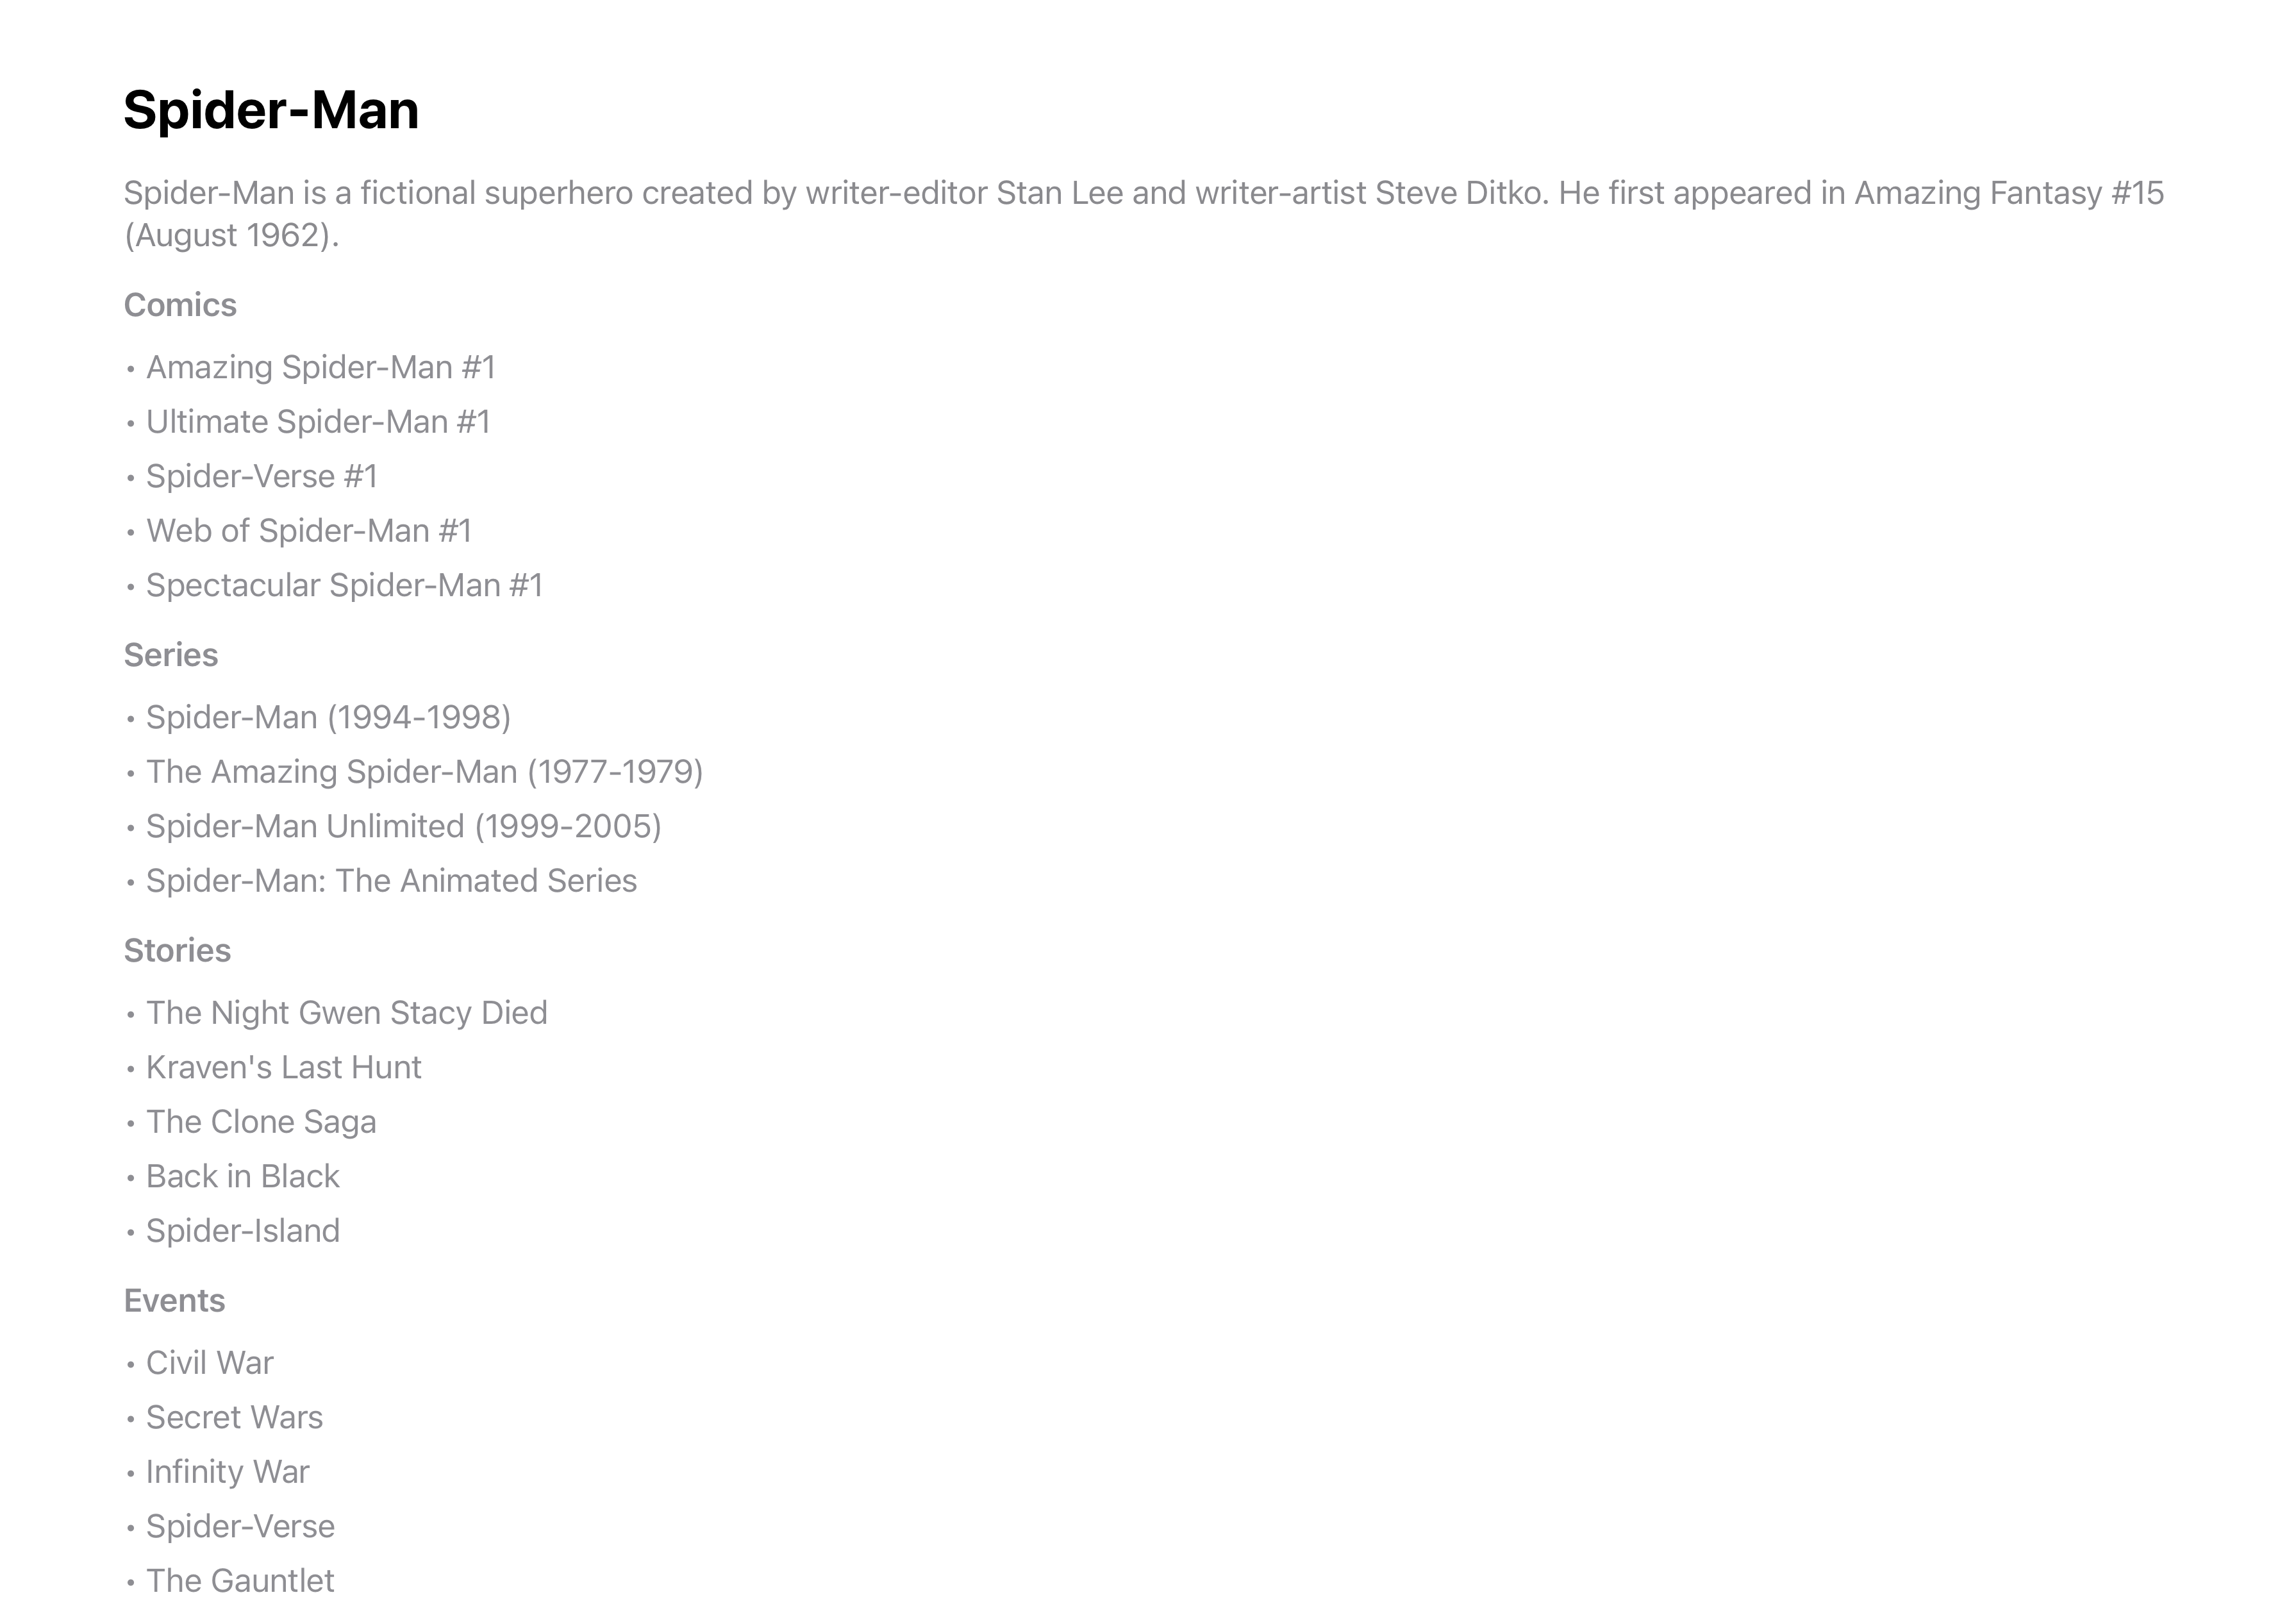 Spider-Man
Spider-Man is a fictional superhero created by writer-editor Stan Lee and writer-artist Steve Ditko. He first appeared in Amazing Fantasy #15
(August 1962).
Comics
• Amazing Spider-Man #1
• Ultimate Spider-Man #1
• Spider-Verse #1
• Web of Spider-Man #1
• Spectacular Spider-Man #1
Series
• Spider-Man (1994-1998)
• The Amazing Spider-Man (1977-1979)
• Spider-Man Unlimited (1999-2005)
• Spider-Man: The Animated Series
Stories
• The Night Gwen Stacy Died
• Kraven's Last Hunt
• The Clone Saga
• Back in Black
• Spider-Island
Events
• Civil War
• Secret Wars
• Infinity War
• Spider-Verse
• The Gauntlet